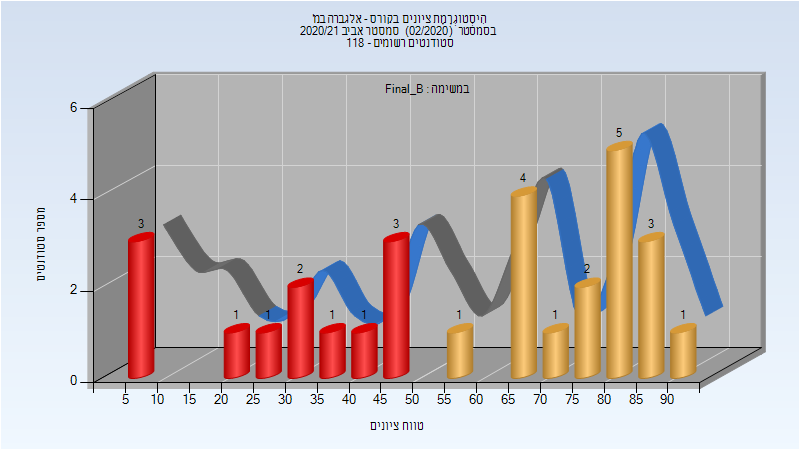 היסטוגרמת ציונים בקורס - אלגברה במ'
בסמסטר (02/2020) סמסטר אביב 2020/21
118 - סטודנטים רשומים
במשימה : Final_B
מספר סטודנטים
6
4
2
0
3
1
1
2
1
1
3
1
4
1
2
5
3
1
5 10 15 20 25 30 35 40 45 50 55 60 65 70 75 80 85 90
טווח ציונים